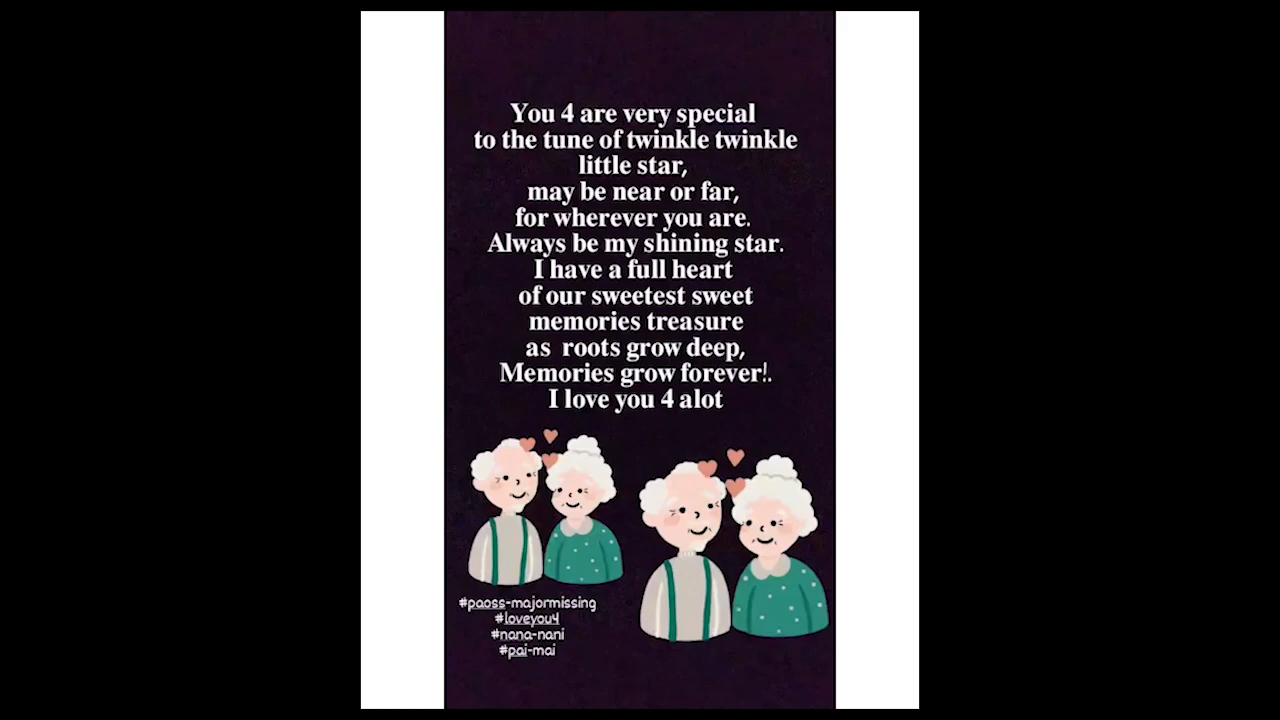 You 4 are very special
to the tune of twinkle twinkle
little star,
may be near or far,
for wherever you are.
Always be my shining star.
I have a full heart
of our sweetest sweet
memories treasure
as  roots grow deep,
Memories grow forever!.
I love you 4 alot
#paoss-majormissing
#loveyou4
#nana-nani
#pai-mai